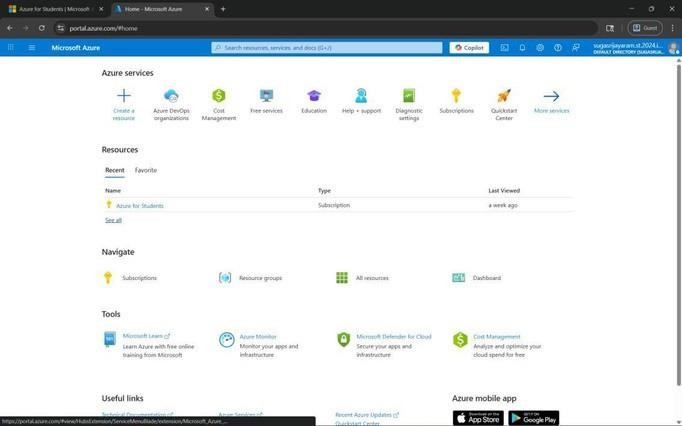 Azure for Students | Microsoft
Home - Microsoft Azure
portal.azure.com/#home
Guest
Microsoft Azure
Search resources, services, and docs (G+/)
Copilot
sugasrijayaram.st.2024.i...
DEFAULT DIRECTORY (SUGASRIJA...
Azure services
Create a resource
Azure DevOps organizations
Cost Management
Free services
Education
Help + support
Diagnostic settings
Subscriptions
Quickstart Center
More services
Resources
Recent
Favorite
Name
Type
Last Viewed
Azure for Students
Subscription
a week ago
See all
Navigate
Subscriptions
Resource groups
All resources
Dashboard
Tools
Microsoft Learn
Learn Azure with free online training from Microsoft
Azure Monitor
Monitor your apps and infrastructure
Microsoft Defender for Cloud
Secure your apps and infrastructure
Cost Management
Analyze and optimize your cloud spend for free
Useful links
Azure mobile app
Technical Documentation
Azure Services
Recent Azure Updates
Quickstart Center
Download on the App Store
GET IT ON Google Play
https://portal.azure.com/#view/HubsExtension/ServiceMenuBlade/extension/Microsoft_Azure_...